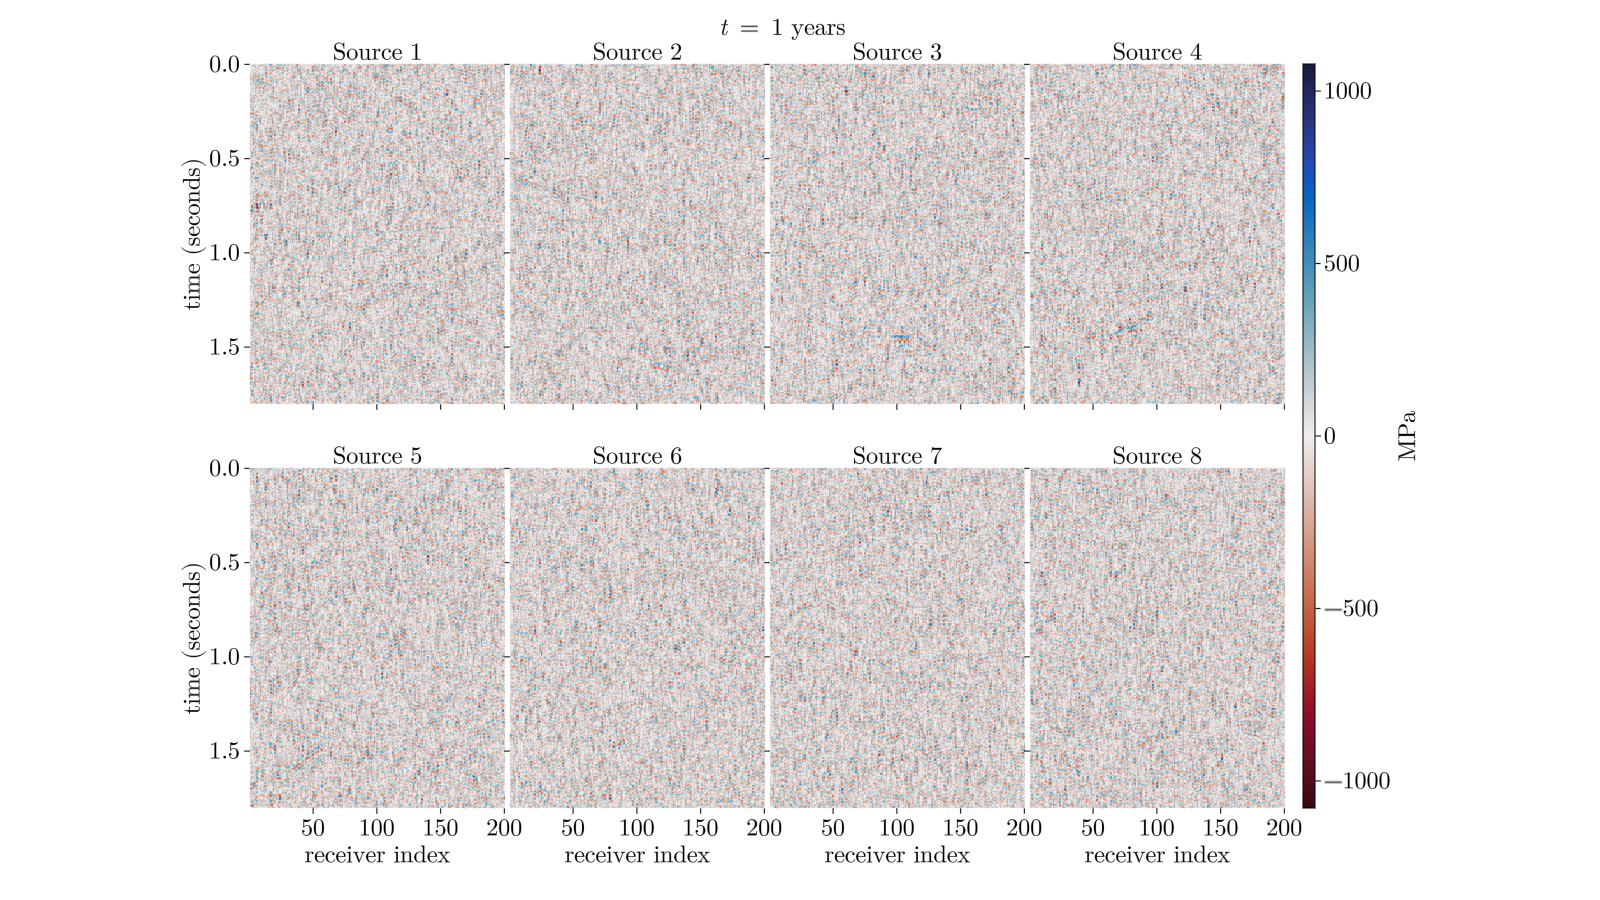 t = 1 years
Source 1 Source 2 Source 3 Source 4
0.0
0.5
1.0
1.5
time (seconds)
Source 5 Source 6 Source 7 Source 8
0.0
0.5
1.0
1.5
time (seconds)
50 100 150 200 50 100 150 200 50 100 150 200 50 100 150 200
receiver index receiver index receiver index receiver index
1000
500
0
−500
−1000
MPa